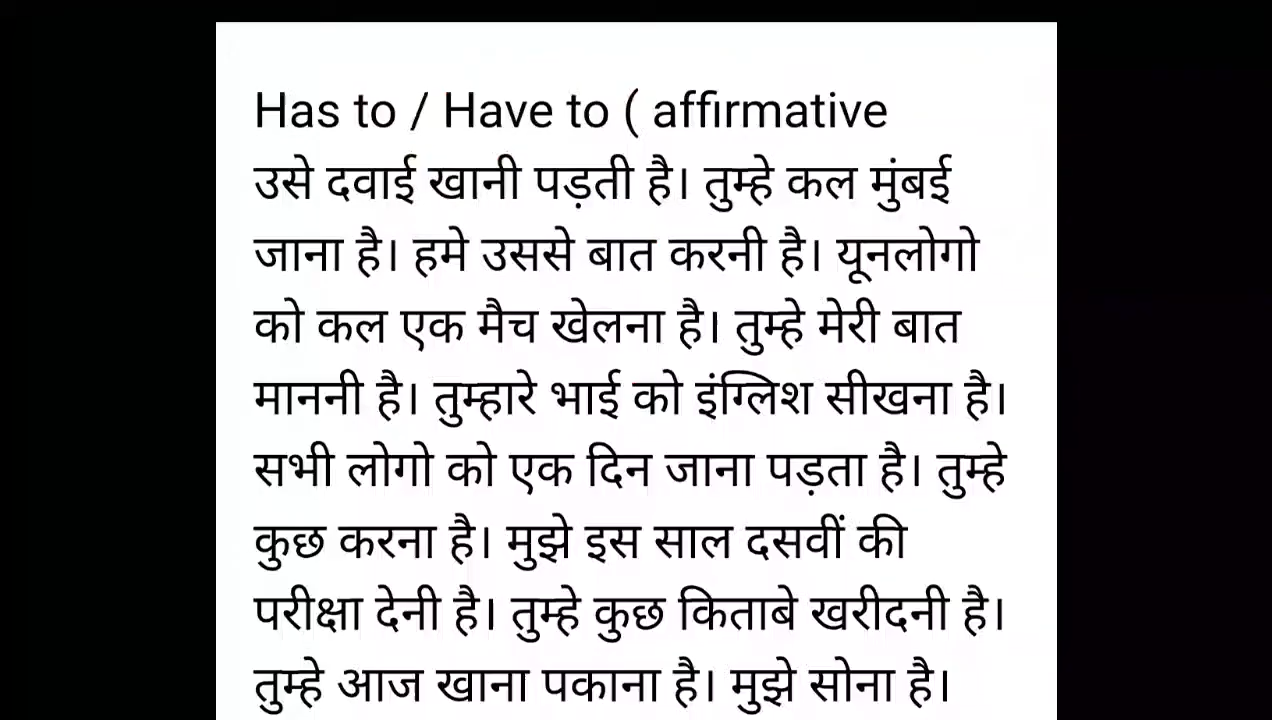 Has to / Have to ( affirmative
उसे दवाई खानी पड़ती है। तुम्हे कल मुंबई
जाना है। हमे उससे बात करनी है। यूनलोगो
को कल एक मैच खेलना है। तुम्हे मेरी बात
माननी है। तुम्हारे भाई को इंग्लिश सीखना है।
सभी लोगो को एक दिन जाना पड़ता है। तुम्हे
कुछ करना है। मुझे इस साल दसवीं की
परीक्षा देनी है। तुम्हे कुछ किताबे खरीदनी है।
तुम्हे आज खाना पकाना है। मुझे सोना है।